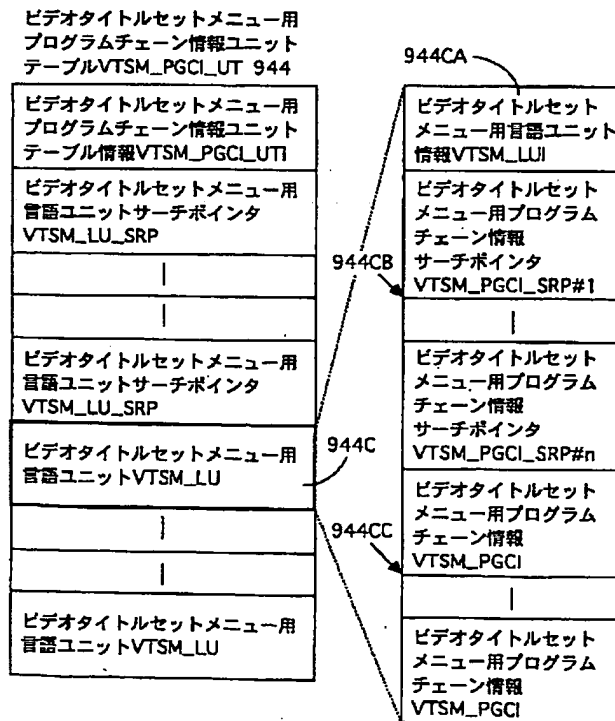 ビデオタイトルセットメニュー用
プログラムチェーン情報ユニット
テーブルVTSM_PGCI_UT 944
ビデオタイトルセットメニュー用
プログラムチェーン情報ユニット
テーブル情報VTSM_PGCI_UTI
ビデオタイトルセットメニュー用
言語ユニットサーチポインタ
VTSM_LU_SRP
ビデオタイトルセットメニュー用
言語ユニットサーチポインタ
VTSM_LU_SRP
ビデオタイトルセットメニュー用
言語ユニットVTSM_LU
ビデオタイトルセットメニュー用
言語ユニットVTSM_LU
944CA
ビデオタイトルセット
メニュー用言語ユニット
情報VTSM_LUI
ビデオタイトルセット
メニュー用プログラム
チェーン情報
サーチポインタ
VTSM_PGCI_SRP#1
944CB
ビデオタイトルセット
メニュー用プログラム
チェーン情報
サーチポインタ
VTSM_PGCI_SRP#n
944C
ビデオタイトルセット
メニュー用プログラム
チェーン情報
VTSM_PGCI
944CC
ビデオタイトルセット
メニュー用プログラム
チェーン情報
VTSM_PGCI